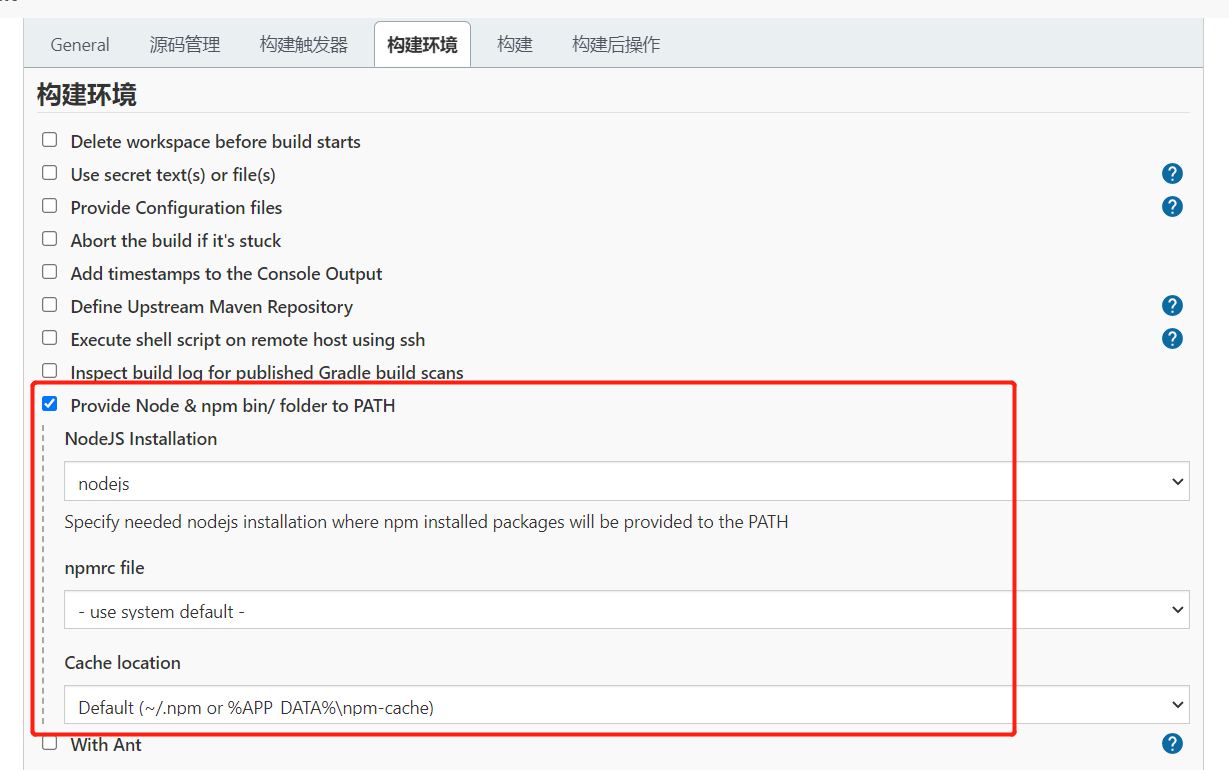 General 源码管理 构建触发器 构建环境 构建 构建后操作
构建环境
Delete workspace before build starts
Use secret text(s) or file(s)
Provide Configuration files
Abort the build if it's stuck
Add timestamps to the Console Output
Define Upstream Maven Repository
Execute shell script on remote host using ssh
Inspect build log for published Gradle build scans
Provide Node & npm bin/ folder to PATH
NodeJS Installation
nodejs
Specify needed nodejs installation where npm installed packages will be provided to the PATH
npmrc file
- use system default -
Cache location
Default (~/.npm or %APP_DATA%\npm-cache)
With Ant